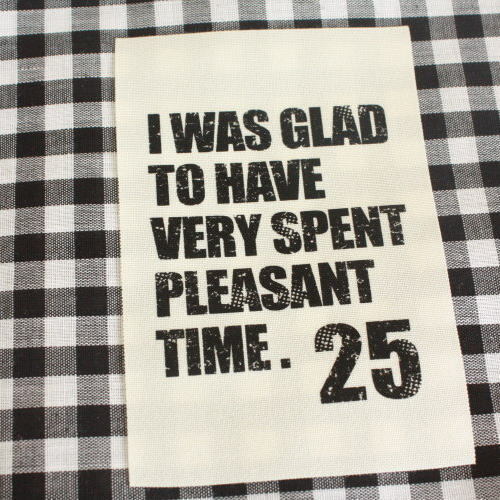 I WAS GLAD
TO HAVE
VERY SPENT
PLEASANT
TIME. 25